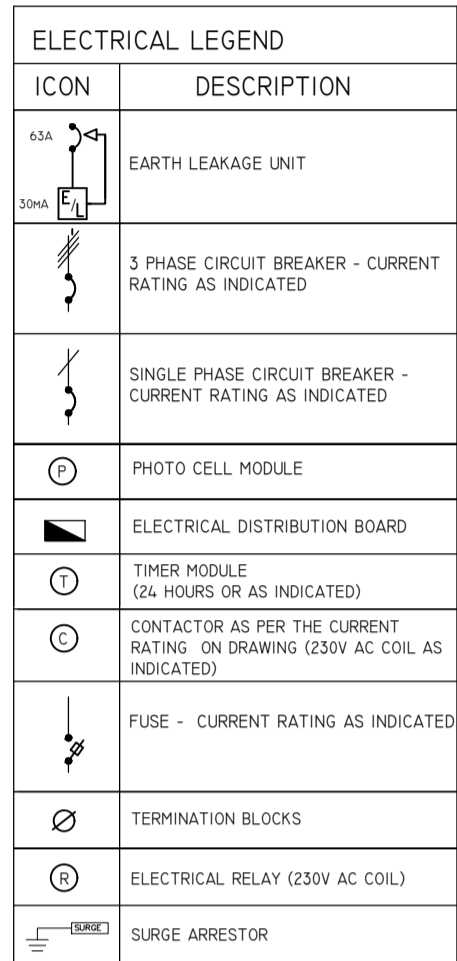 ELECTRICAL LEGEND
ICON DESCRIPTION
63A
30MA E/L
EARTH LEAKAGE UNIT
3 PHASE CIRCUIT BREAKER - CURRENT
RATING AS INDICATED
SINGLE PHASE CIRCUIT BREAKER -
CURRENT RATING AS INDICATED
P PHOTO CELL MODULE
ELECTRICAL DISTRIBUTION BOARD
T TIMER MODULE
(24 HOURS OR AS INDICATED)
C CONTACTOR AS PER THE CURRENT
RATING ON DRAWING (230V AC COIL AS
INDICATED)
FUSE - CURRENT RATING AS INDICATED
TERMINATION BLOCKS
R ELECTRICAL RELAY (230V AC COIL)
SURGE SURGE ARRESTOR